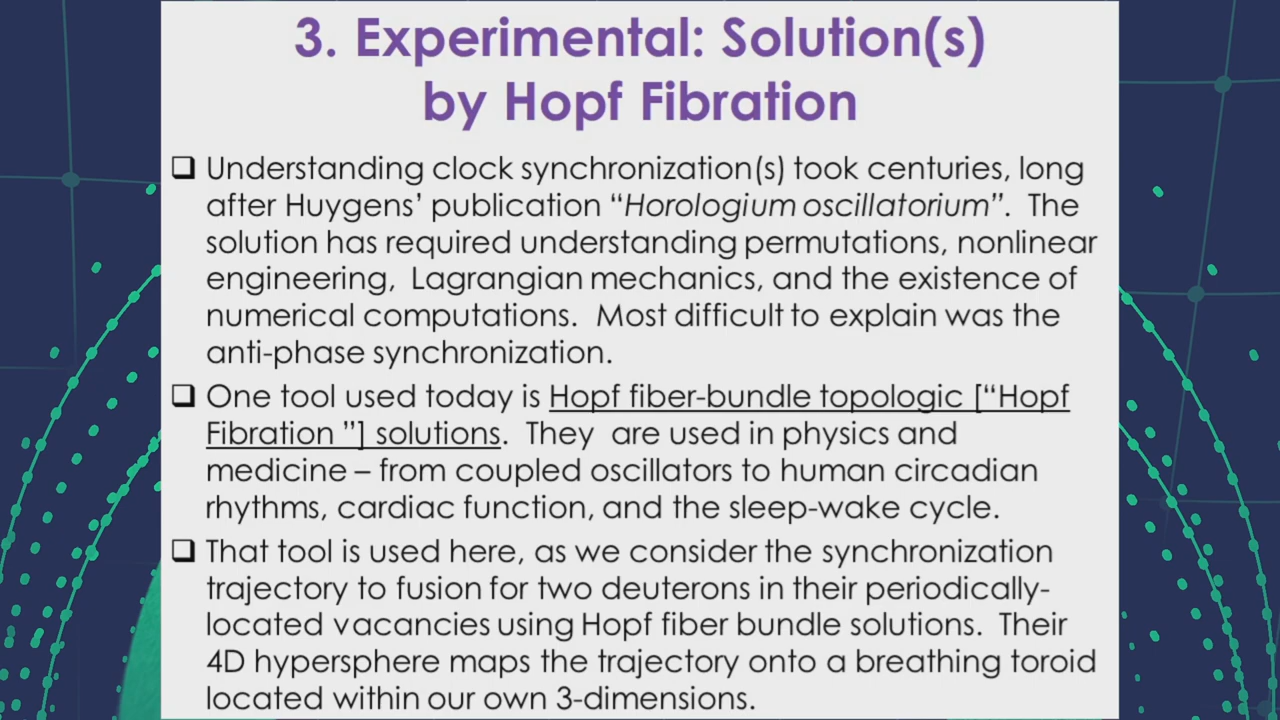 3. Experimental: Solution(s)
by Hopf Fibration
❑ Understanding clock synchronization(s) took centuries, long
after Huygens’ publication “Horologium oscillatorium”.  The
solution has required understanding permutations, nonlinear
engineering,  Lagrangian mechanics, and the existence of
numerical computations.  Most difficult to explain was the
anti-phase synchronization.
❑ One tool used today is Hopf fiber-bundle topologic [“Hopf
Fibration ”] solutions.  They  are used in physics and
medicine – from coupled oscillators to human circadian
rhythms, cardiac function, and the sleep-wake cycle.
❑ That tool is used here, as we consider the synchronization
trajectory to fusion for two deuterons in their periodically-
located vacancies using Hopf fiber bundle solutions.  Their
4D hypersphere maps the trajectory onto a breathing toroid
located within our own 3-dimensions.